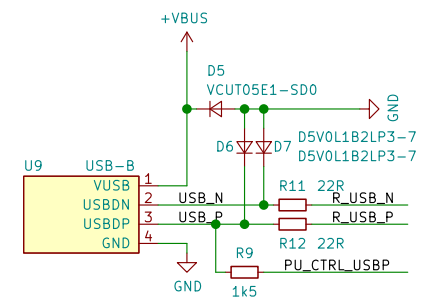 +VBUS
D5
VCUT05E1-SD0
GND
D6
D7
D5V0L1B2LP3-7
D5V0L1B2LP3-7
U9
USB-B
VUSB
1
USBDN
2
USB_N
R11
22R
R_USB_N
USBDP
3
USB_P
R_USB_P
GND
4
R12
22R
R9
PU_CTRL_USBP
GND
1k5